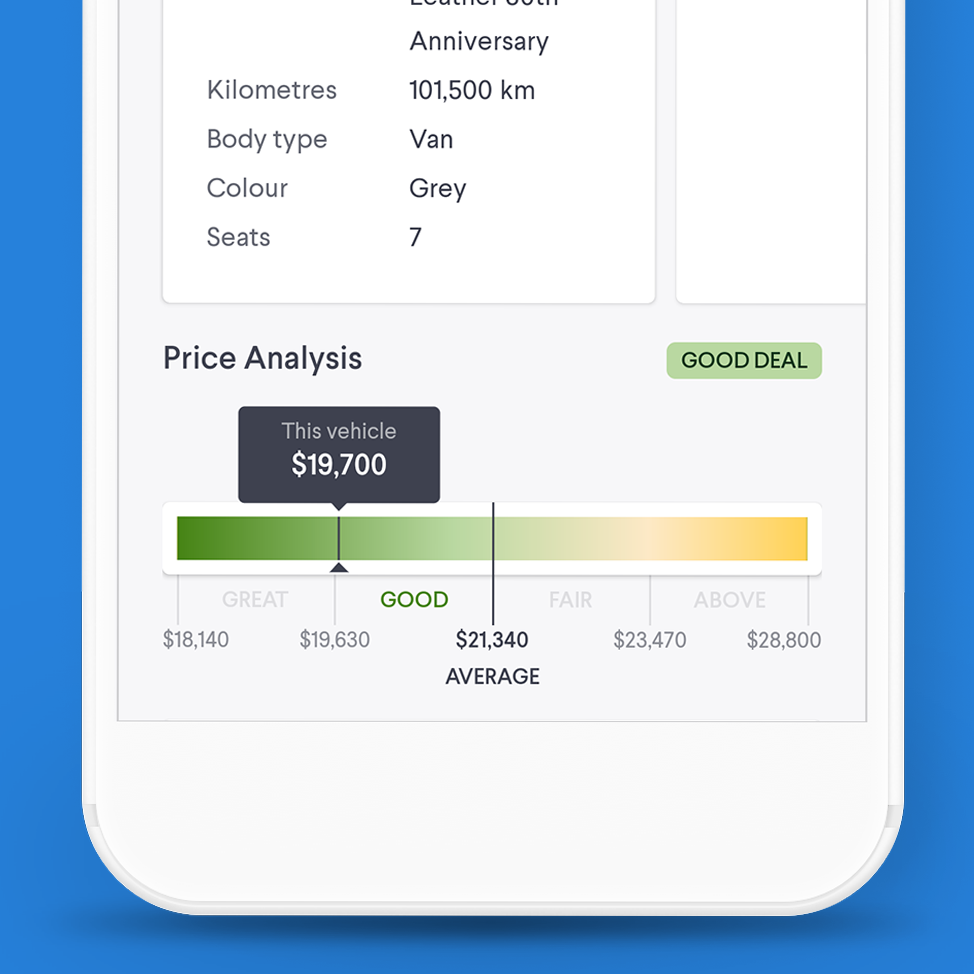 Anniversary
Kilometres 101,500 km
Body type Van
Colour Grey
Seats 7
Price Analysis GOOD DEAL
This vehicle
$19,700
GREAT GOOD FAIR ABOVE
$18,140 $19,630 $21,340 $23,470 $28,800
AVERAGE